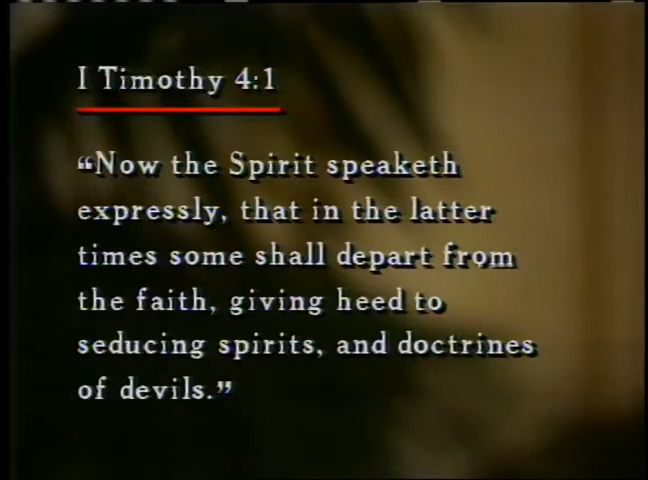 I Timothy 4:1
“Now the Spirit speaketh
expressly, that in the latter
times some shall depart from
the faith, giving heed to
seducing spirits, and doctrines
of devils.”